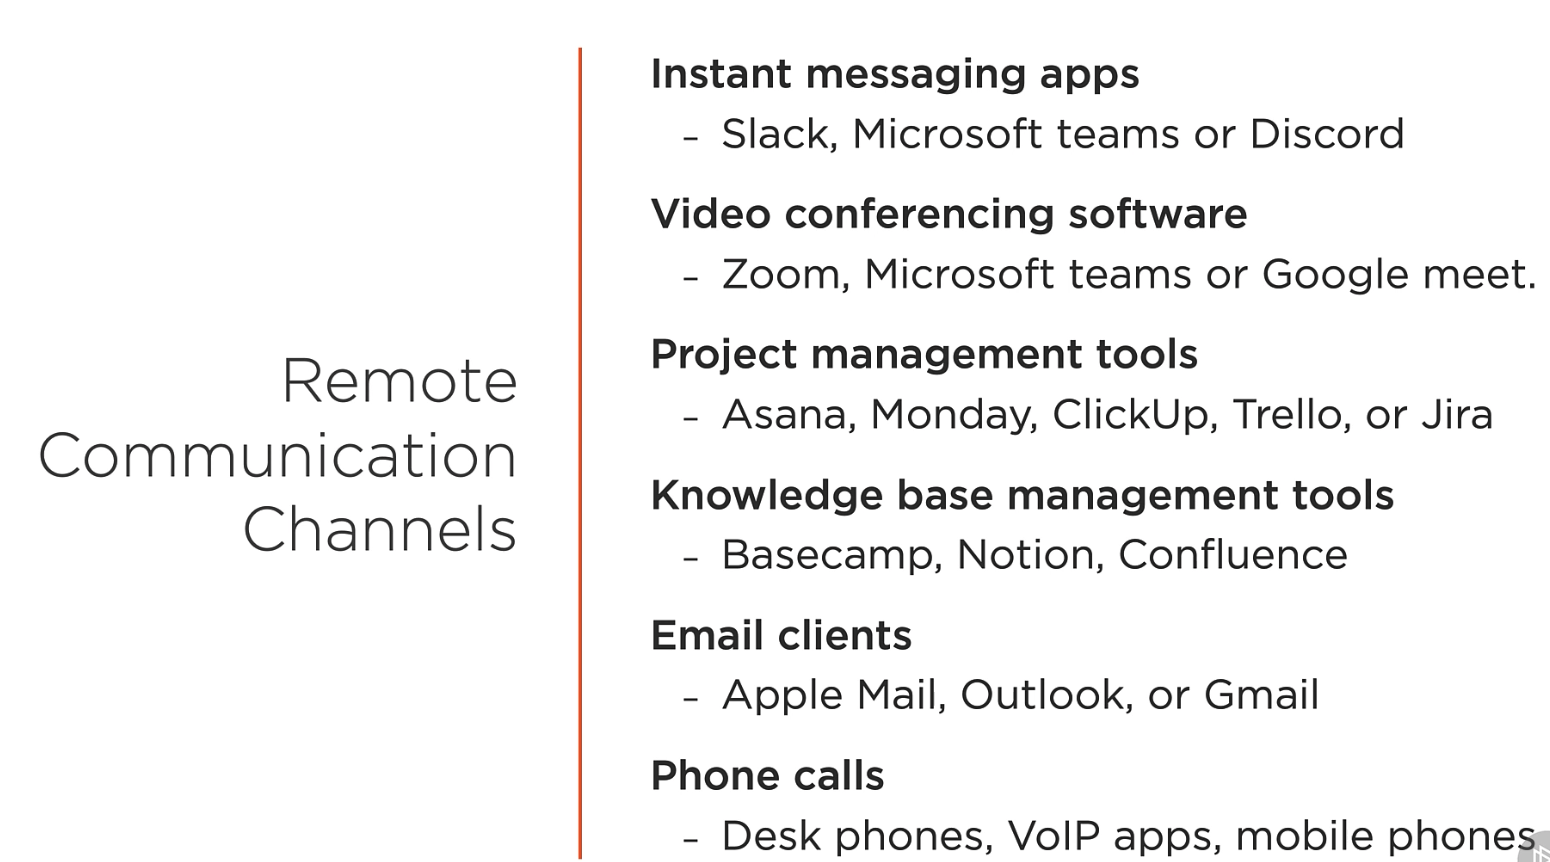 Remote
Communication
Channels
Instant messaging apps
– Slack, Microsoft teams or Discord
Video conferencing software
– Zoom, Microsoft teams or Google meet.
Project management tools
– Asana, Monday, ClickUp, Trello, or Jira
Knowledge base management tools
– Basecamp, Notion, Confluence
Email clients
– Apple Mail, Outlook, or Gmail
Phone calls
– Desk phones, VoIP apps, mobile phones